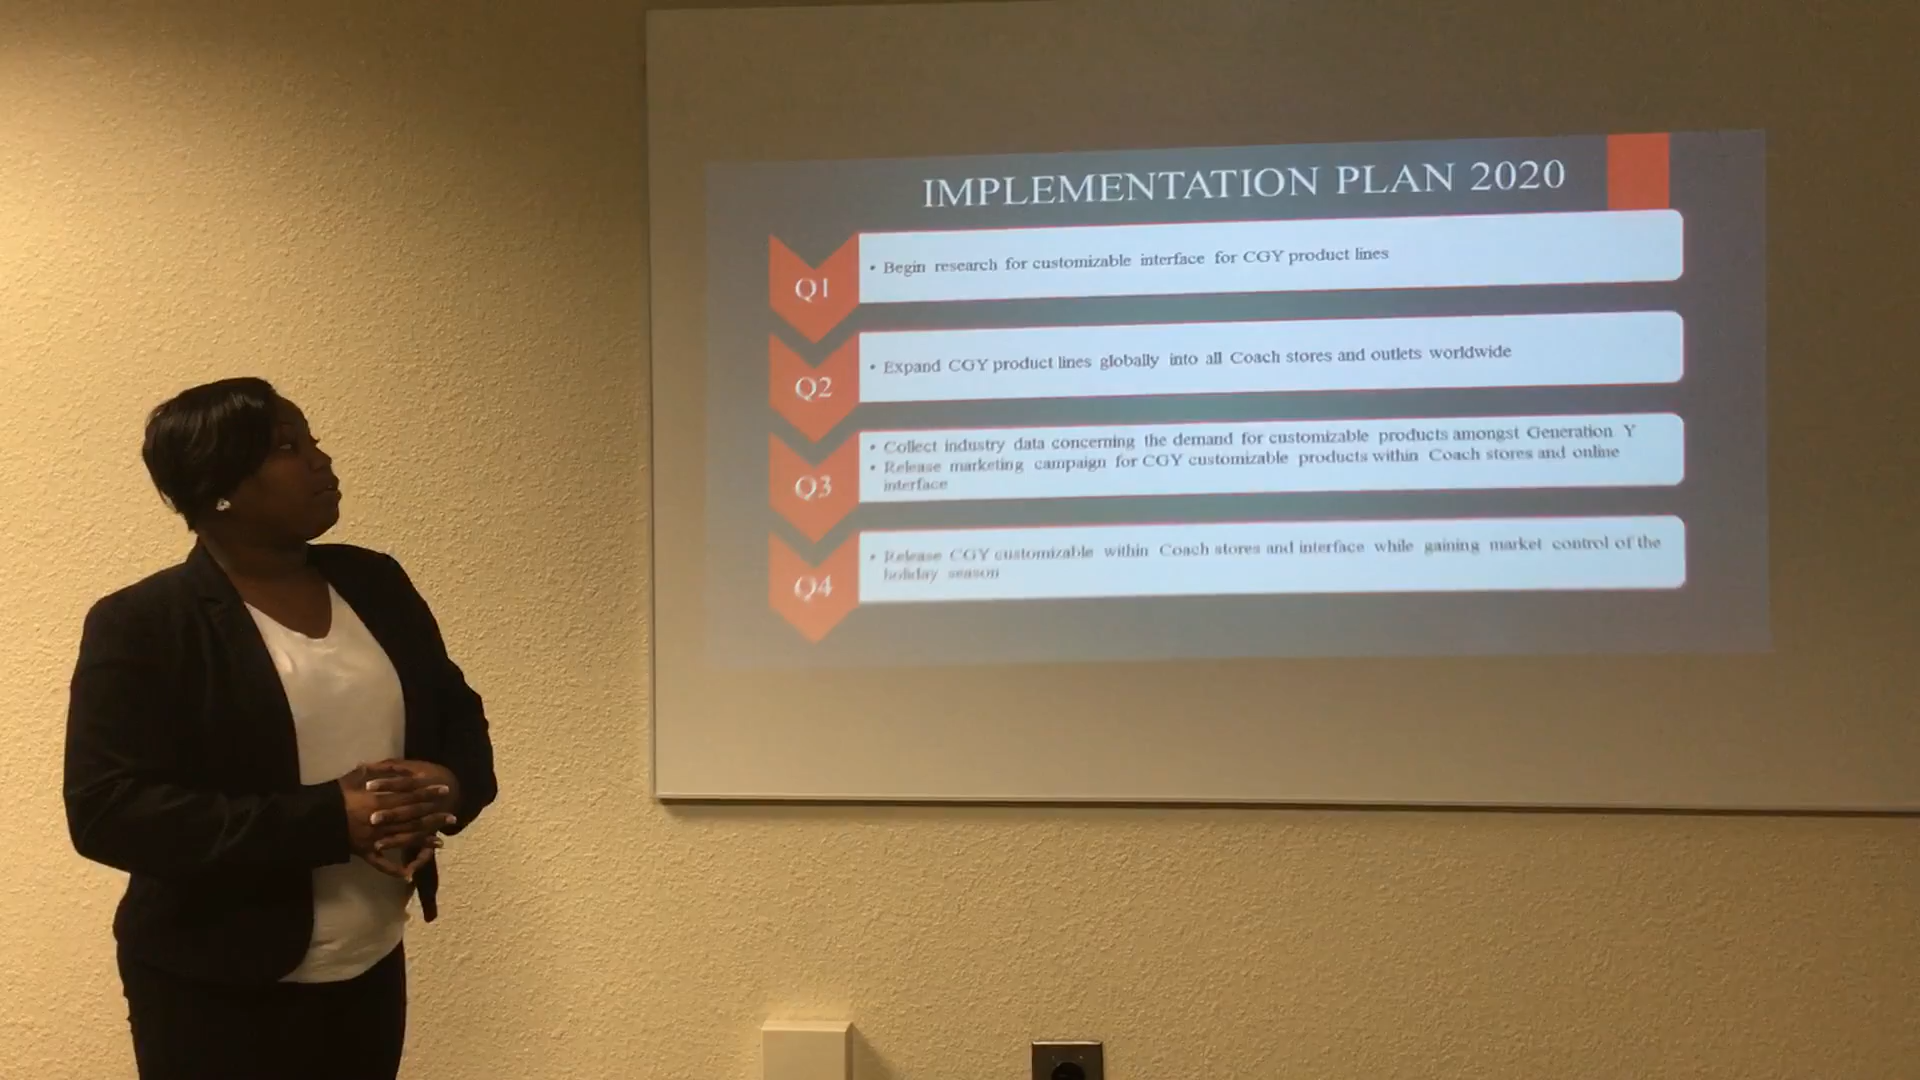 IMPLEMENTATION PLAN 2020
Q1
• Begin research for customizable interface for CGY product lines
Q2
• Expand CGY product lines globally into all Coach stores and outlets worldwide
Q3
• Collect industry data concerning the demand for customizable products amongst Generation Y
• Release marketing campaign for CGY customizable products within Coach stores and online
interface
Q4
• Release CGY customizable within Coach stores and interface while gaining market control of the
holiday season